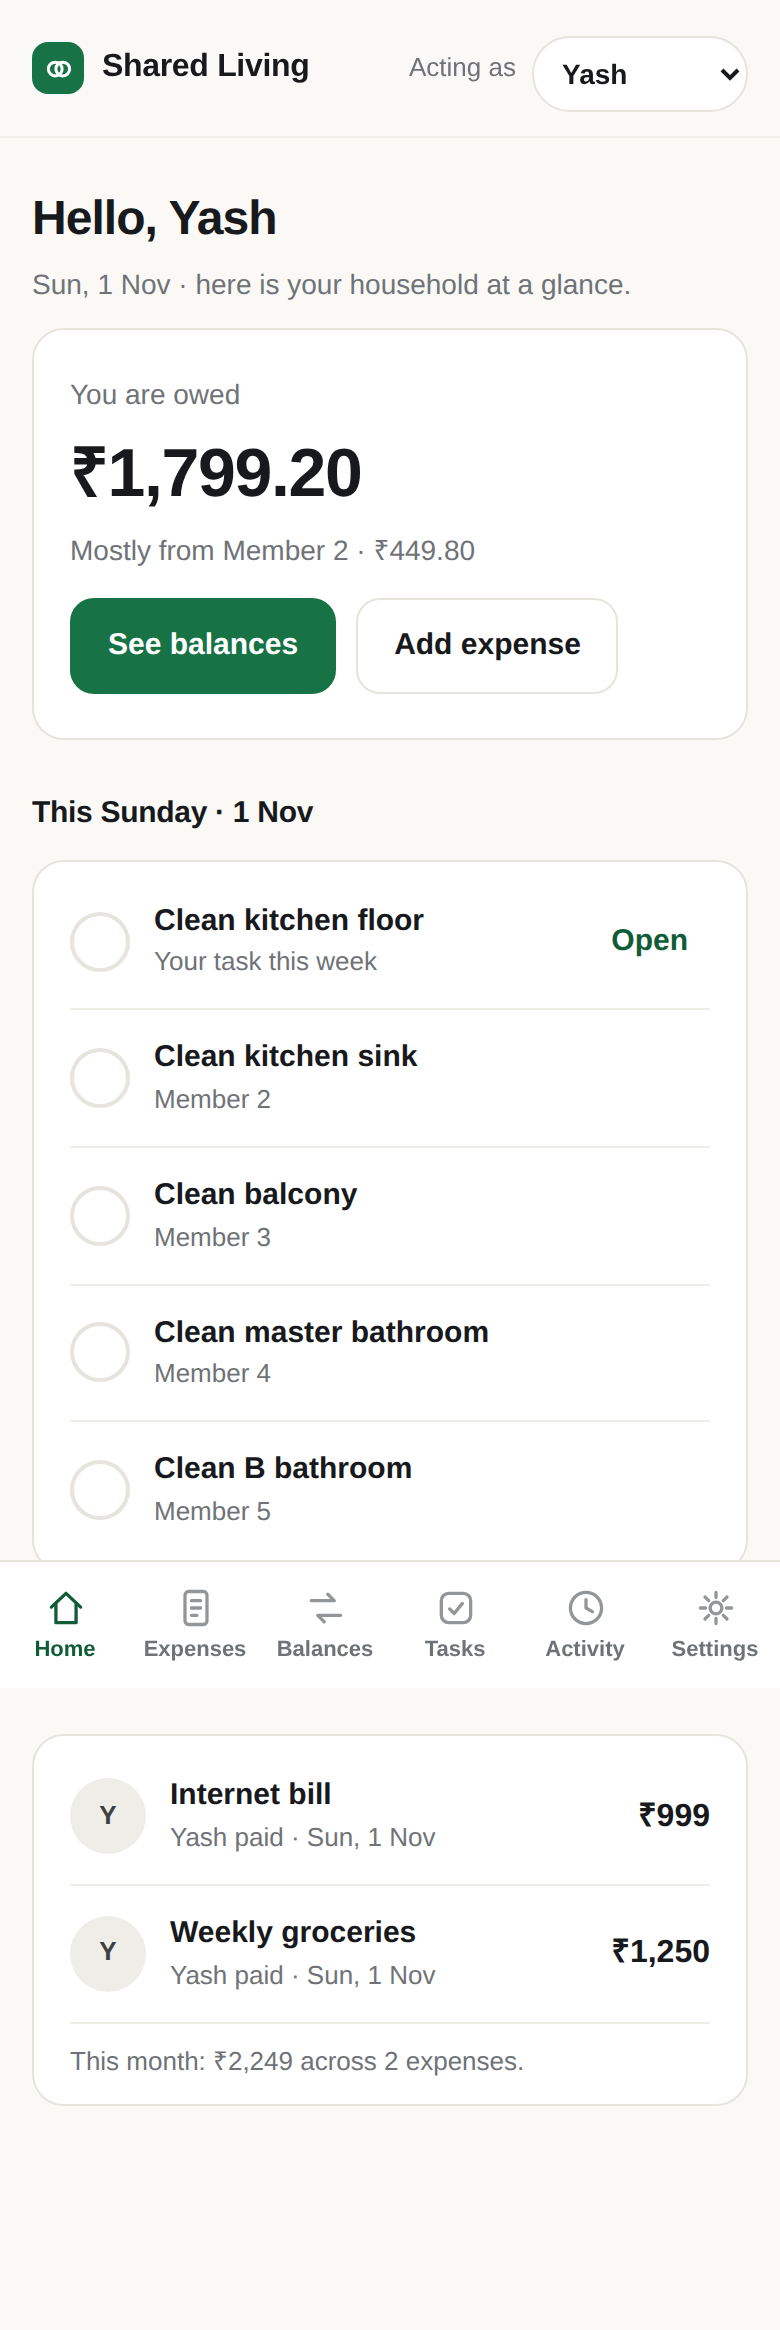 Shared Living
Acting as
Yash
Hello, Yash
Sun, 1 Nov · here is your household at a glance.
You are owed
₹1,799.20
Mostly from Member 2 · ₹449.80
See balances
Add expense
This Sunday · 1 Nov
Clean kitchen floor
Your task this week
Open
Clean kitchen sink
Member 2
Clean balcony
Member 3
Clean master bathroom
Member 4
Clean B bathroom
Member 5
Home
Expenses
Balances
Tasks
Activity
Settings
Y
Internet bill
Yash paid · Sun, 1 Nov
₹999
Y
Weekly groceries
Yash paid · Sun, 1 Nov
₹1,250
This month: ₹2,249 across 2 expenses.